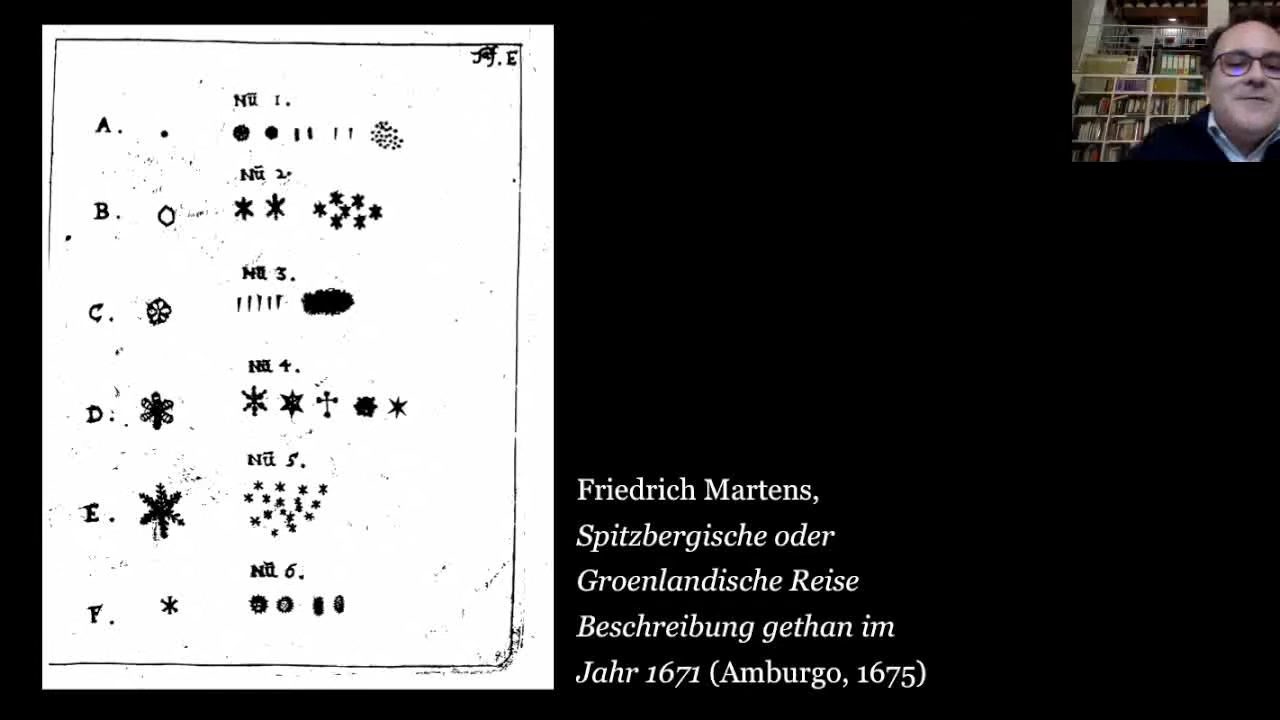 Taf. E
Nū 1.
A.
Nū 2.
B.
Nū 3.
C.
Nū 4.
D.
Nū 5.
E.
Nū 6.
F.
Friedrich Martens,
Spitzbergische oder
Groenlandische Reise
Beschreibung gethan im
Jahr 1671 (Amburgo, 1675)